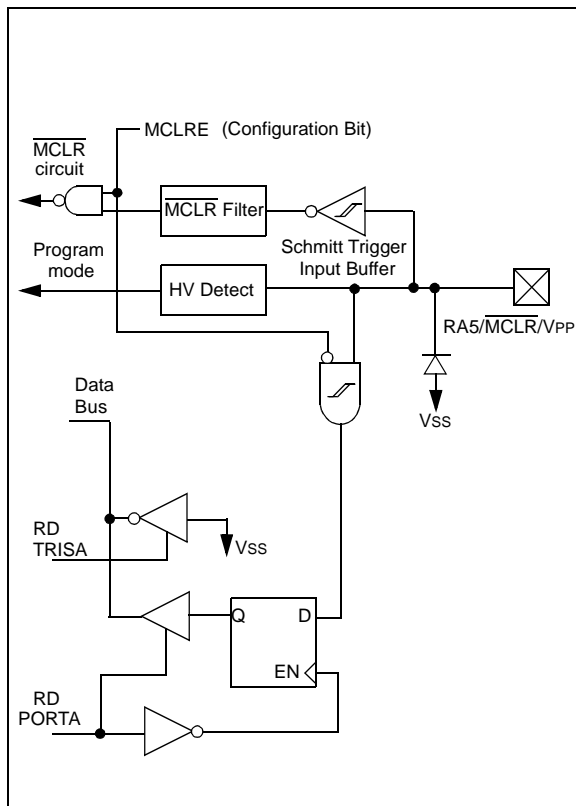 MCLRE (Configuration Bit)
MCLR
circuit
MCLR Filter
Schmitt Trigger
Input Buffer
Program
mode
HV Detect
RA5/MCLR/VPP
VSS
Data
Bus
RD
TRISA
VSS
Q
D
EN
RD
PORTA